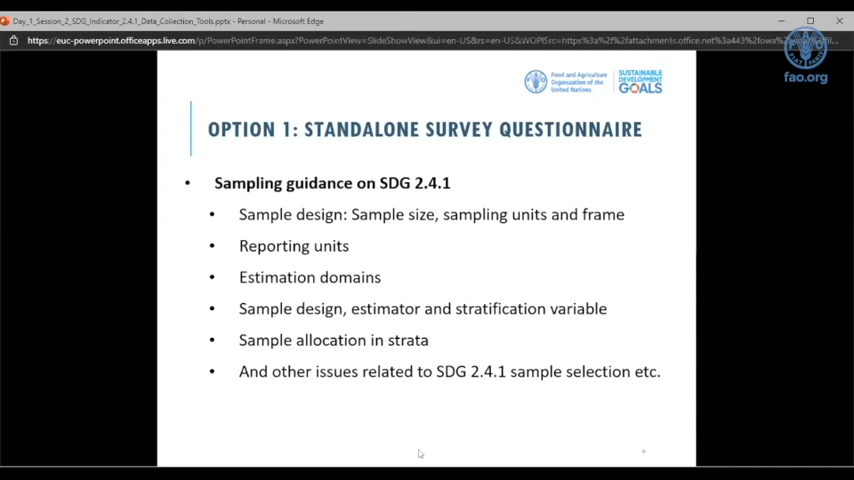 Day_1_Session_2_SDG_Indicator_2.4.1_Data_Collection_Tools.pptx - Personal - Microsoft Edge
fao.org
Food and Agriculture
Organization of the
United Nations
SUSTAINABLE
DEVELOPMENT
GOALS
OPTION 1: STANDALONE SURVEY QUESTIONNAIRE
• Sampling guidance on SDG 2.4.1
• Sample design: Sample size, sampling units and frame
• Reporting units
• Estimation domains
• Sample design, estimator and stratification variable
• Sample allocation in strata
• And other issues related to SDG 2.4.1 sample selection etc.